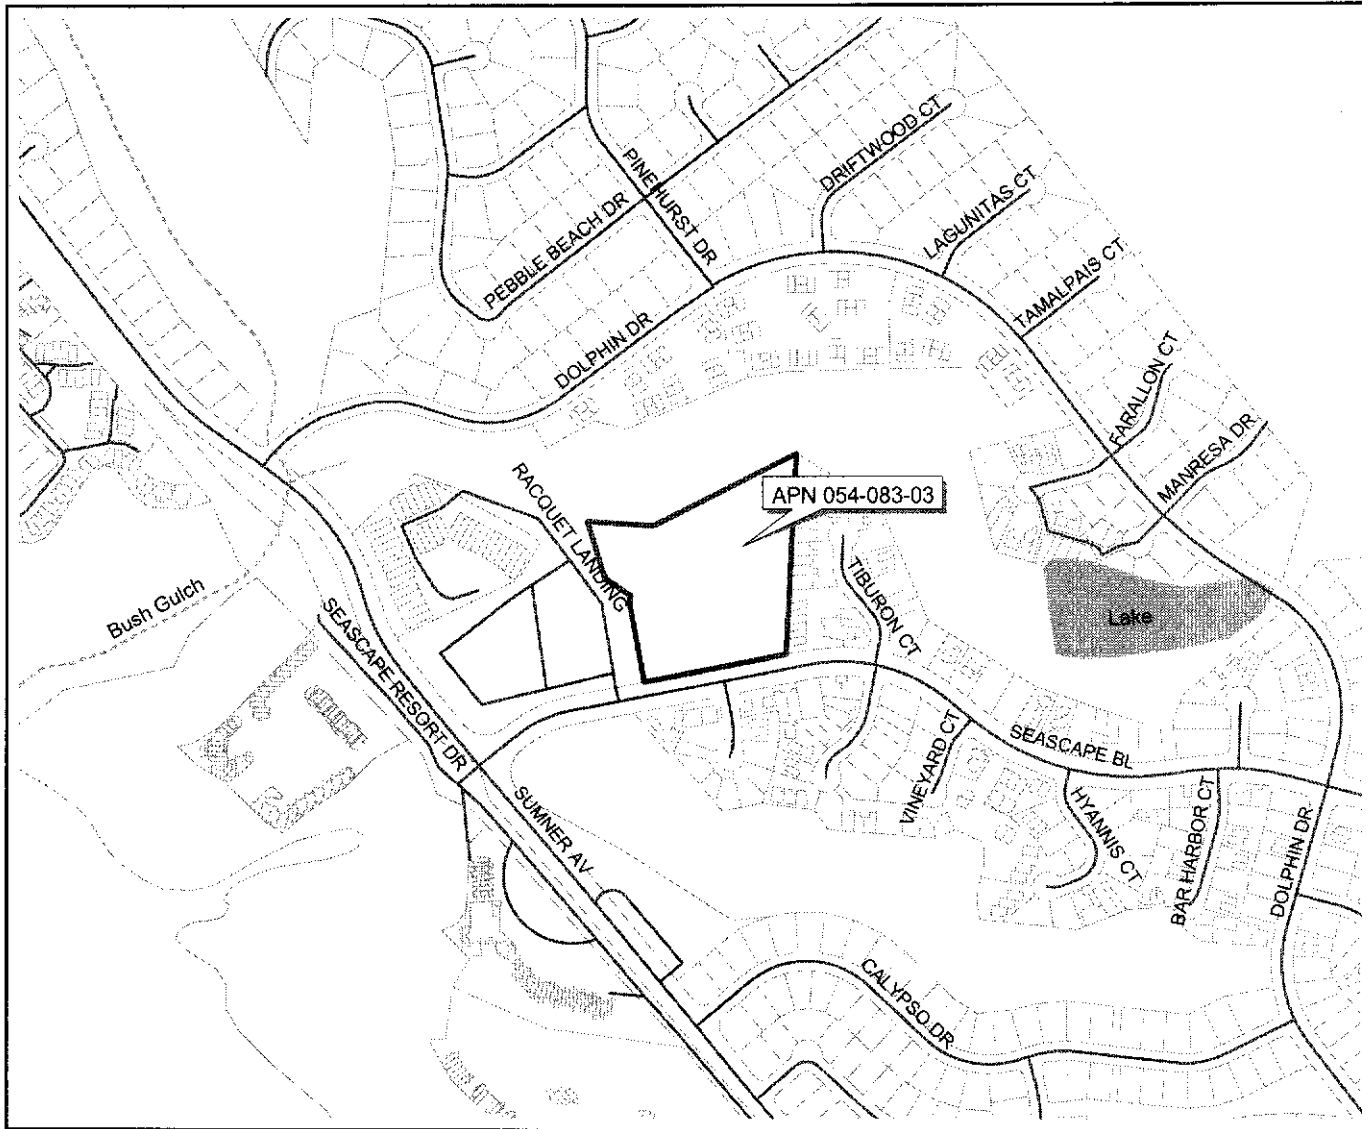 DRIFTWOOD CT
PINEHURST DR
LAGUNITAS CT
PEBBLE BEACH DR
TAMALPAIS CT
DOLPHIN DR
FARALLON CT
MANRESA DR
RACQUET LANDING
APN 054-083-03
TIBURON CT
Bush Gulch
Lake
SEASCAPE RESORT DR
SEASCAPE BL
VINEYARD CT
SUMNER AV
HYANNIS CT
BAR HARBOR CT
DOLPHIN DR
CALYPSO DR